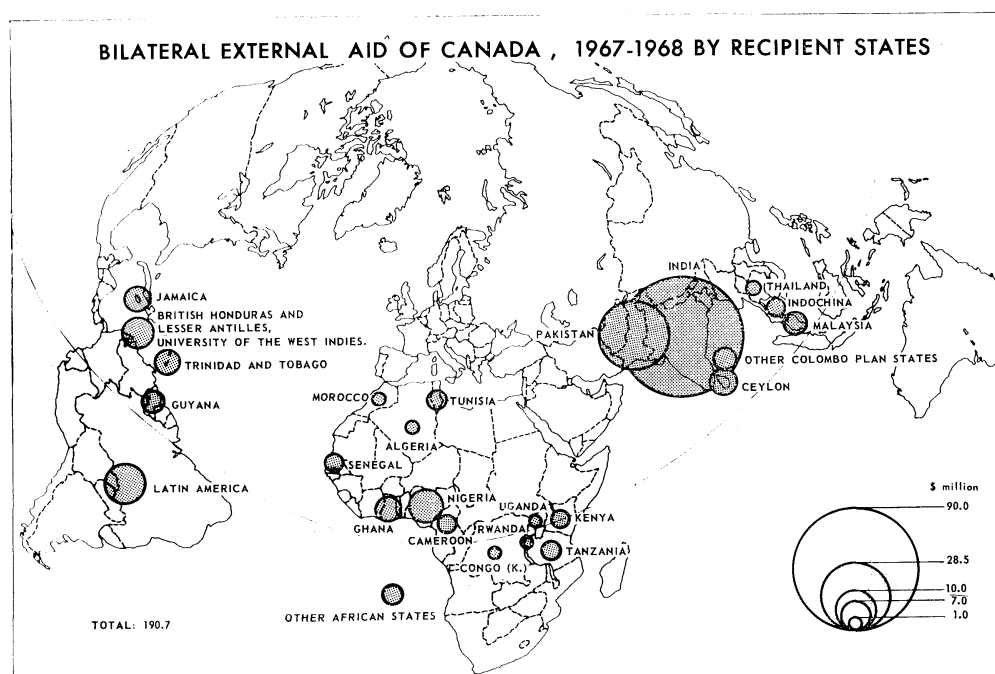 BILATERAL EXTERNAL AID OF CANADA, 1967-1968 BY RECIPIENT STATES
JAMAICA
BRITISH HONDURAS AND
LESSER ANTILLES,
UNIVERSITY OF THE WEST INDIES.
TRINIDAD AND TOBAGO
GUYANA
LATIN AMERICA
INDIA
PAKISTAN
THAILAND
INDOCHINA
MALAYSIA
OTHER COLOMBO PLAN STATES
CEYLON
MOROCCO
TUNISIA
ALGERIA
SENEGAL
NIGERIA
GHANA
CAMEROON
UGANDA
KENYA
RWANDA
TANZANIA
CONGO (K.)
OTHER AFRICAN STATES
TOTAL: 190.7
$ million
90.0
28.5
10.0
7.0
1.0